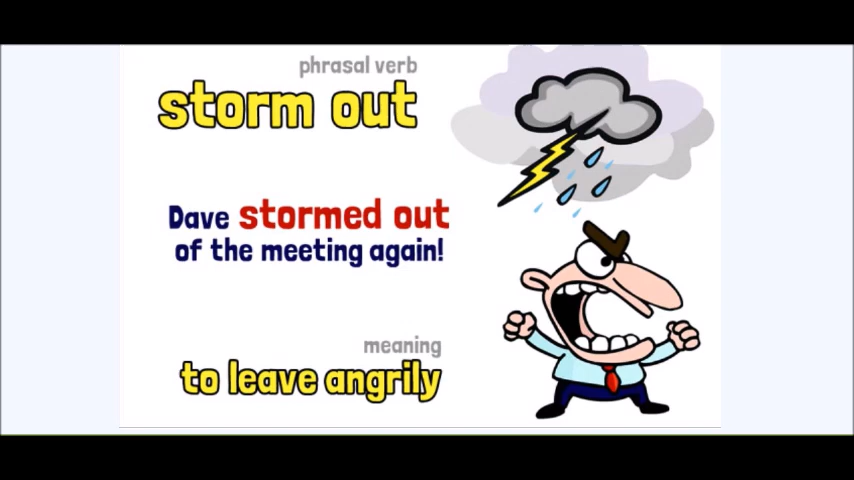 phrasal verb
storm out
Dave stormed out
of the meeting again!
meaning
to leave angrily